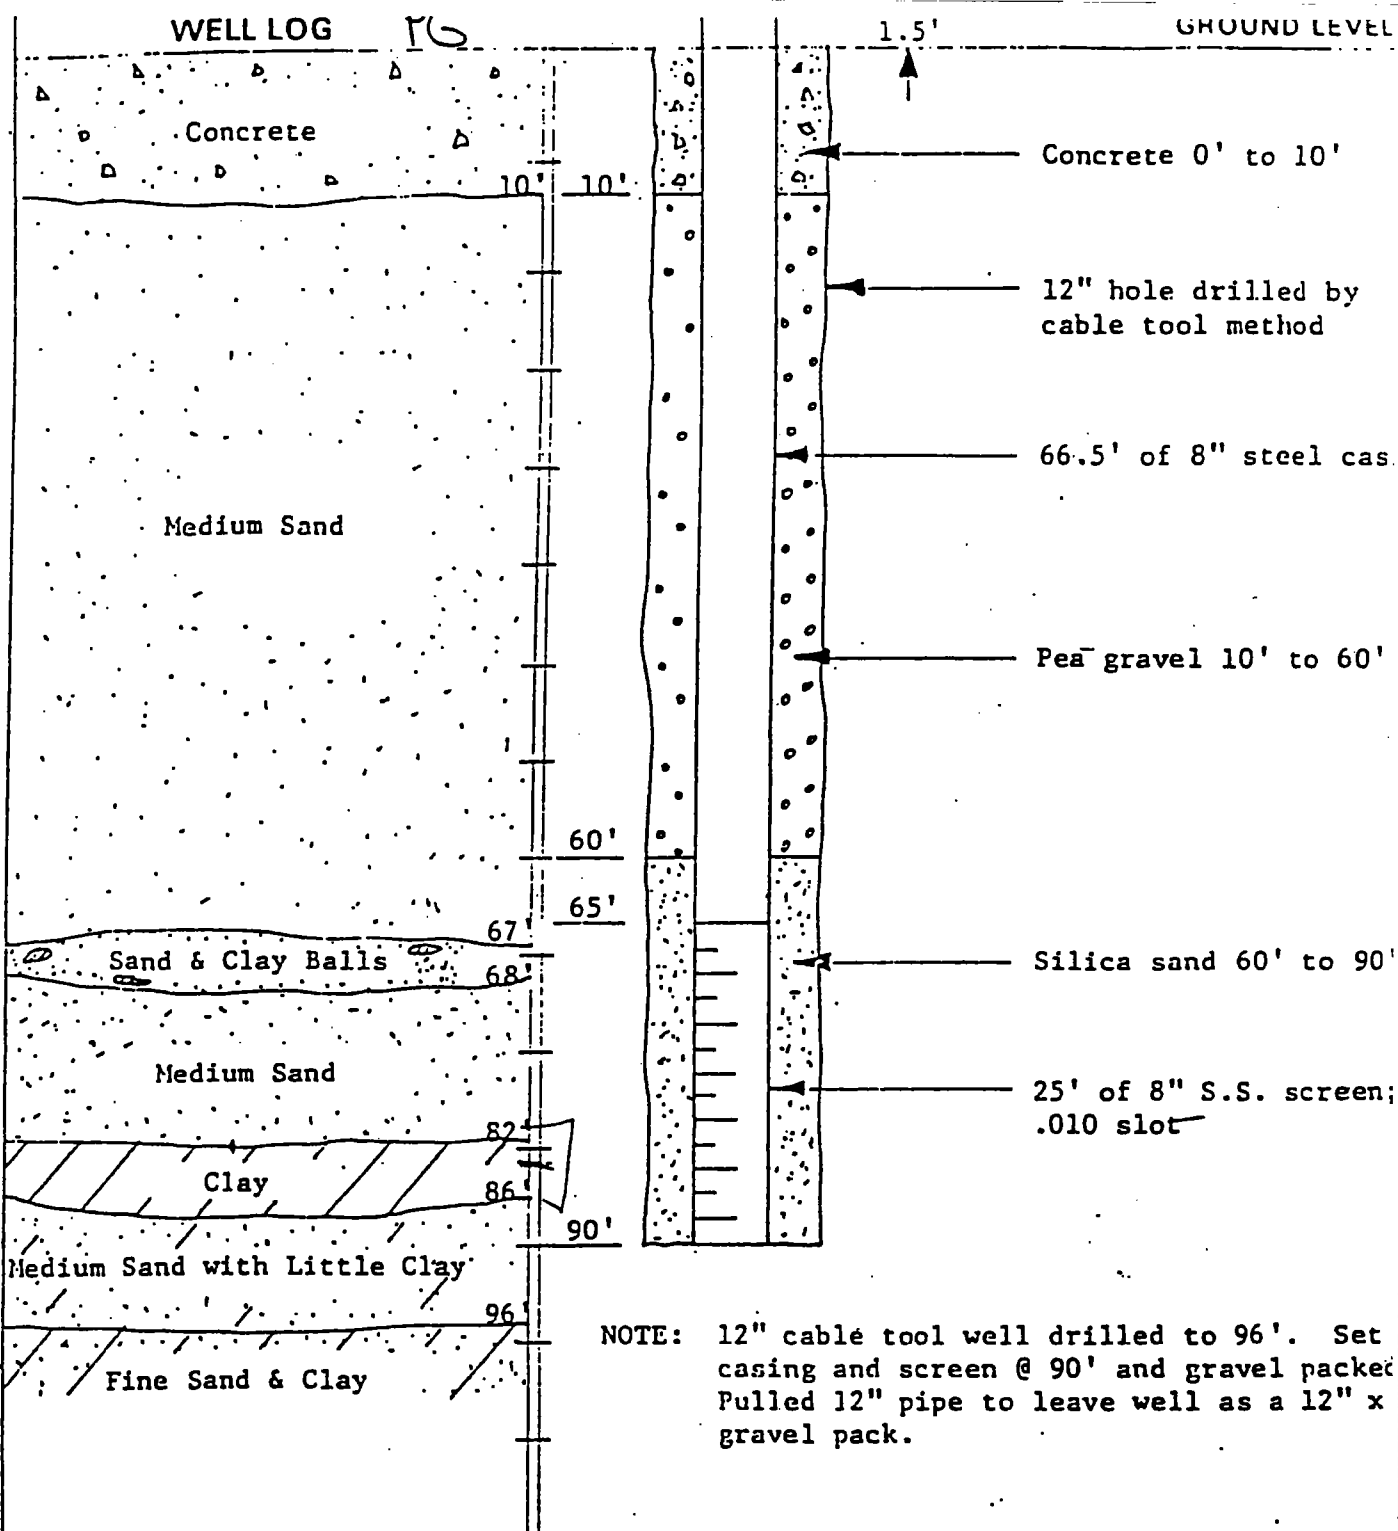 WELL LOG
1.5'
GROUND LEVEL
Concrete
Concrete 0' to 10'
10'
10'
12" hole drilled by
cable tool method
66.5' of 8" steel cas
Medium Sand
Pea gravel 10' to 60'
60'
65'
67'
Sand & Clay Balls
68'
Silica sand 60' to 90'
Medium Sand
25' of 8" S.S. screen;
.010 slot
82'
Clay
86'
90'
Medium Sand with Little Clay
96'
Fine Sand & Clay
NOTE: 12" cable tool well drilled to 96'. Set
casing and screen @ 90' and gravel packed
Pulled 12" pipe to leave well as a 12" x
gravel pack.